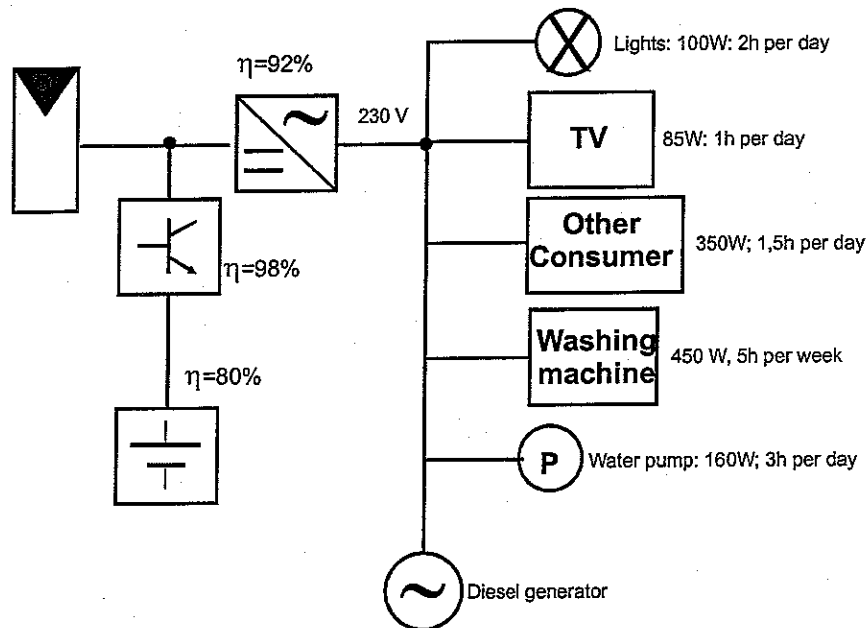 Lights: 100W: 2h per day
η=92%
230 V
TV
85W: 1h per day
Other
Consumer
350W; 1,5h per day
η=98%
Washing
machine
450 W, 5h per week
η=80%
P
Water pump: 160W; 3h per day
Diesel generator